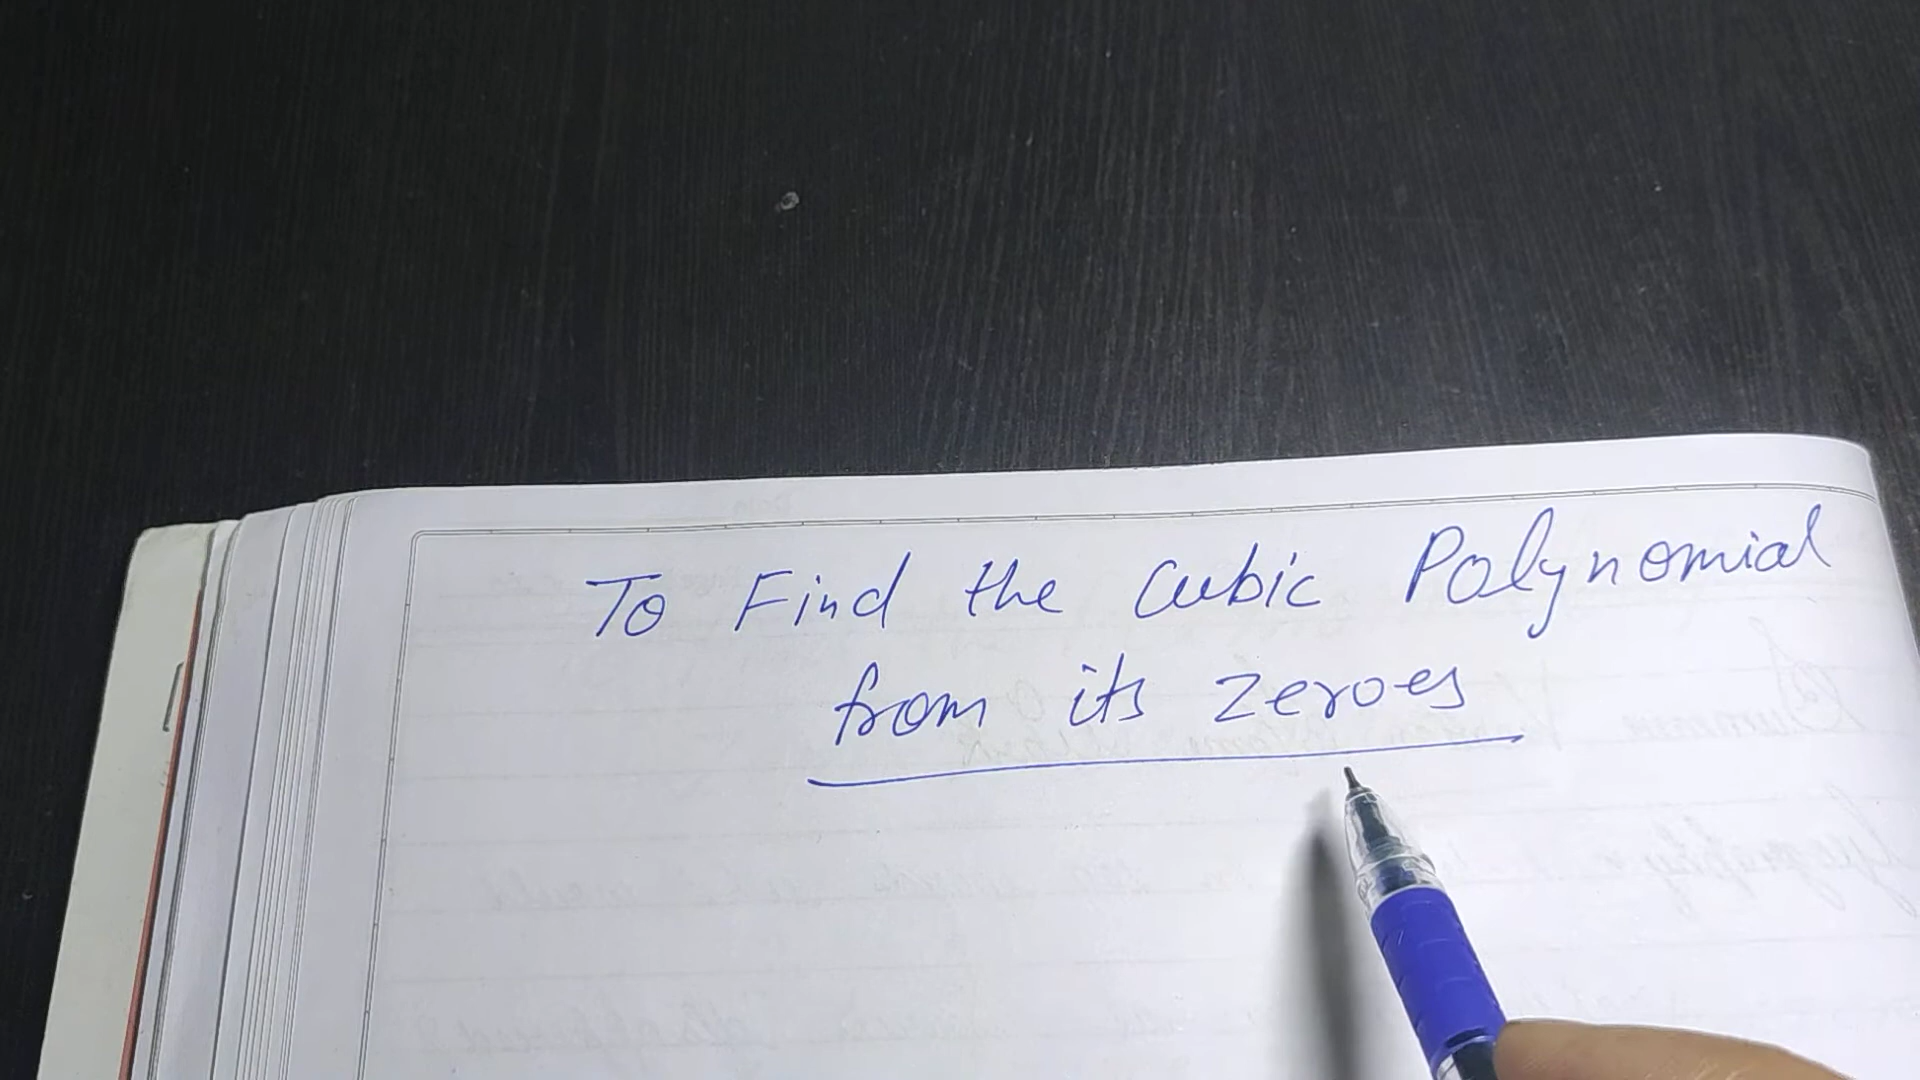 To Find the Cubic Polynomial
from its zeroes